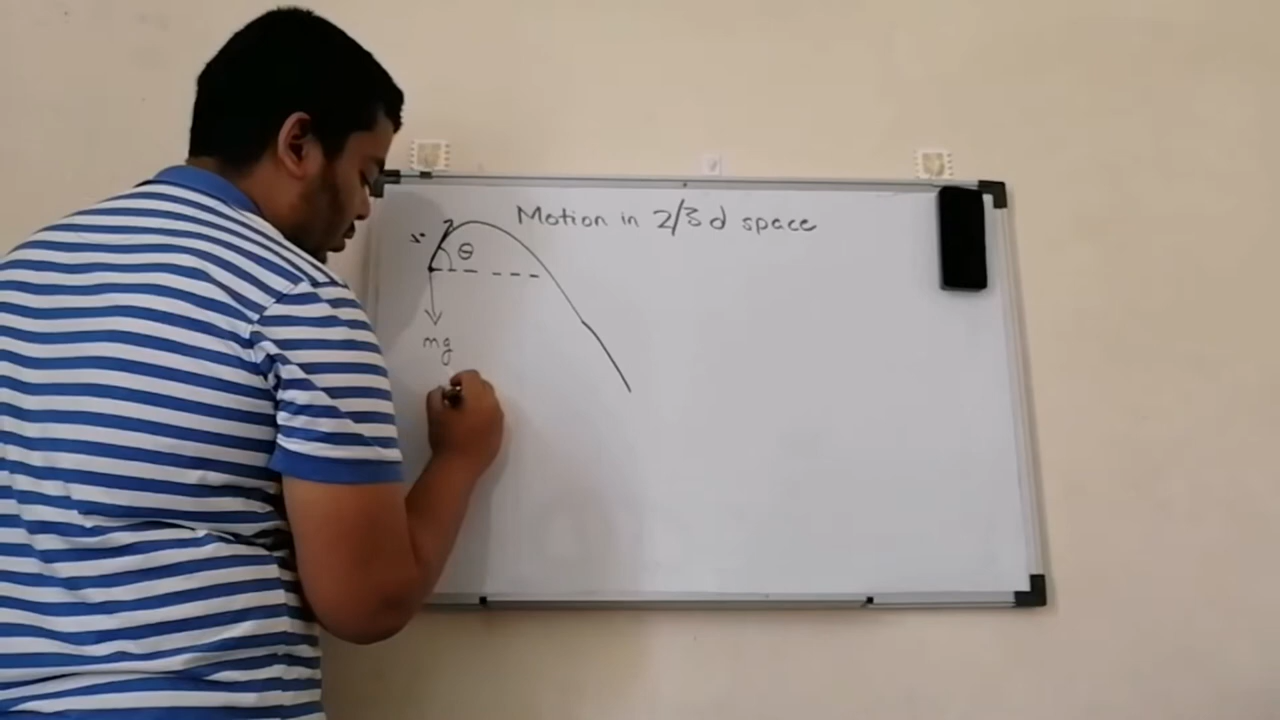 Motion in 2/3 d space
θ
mg